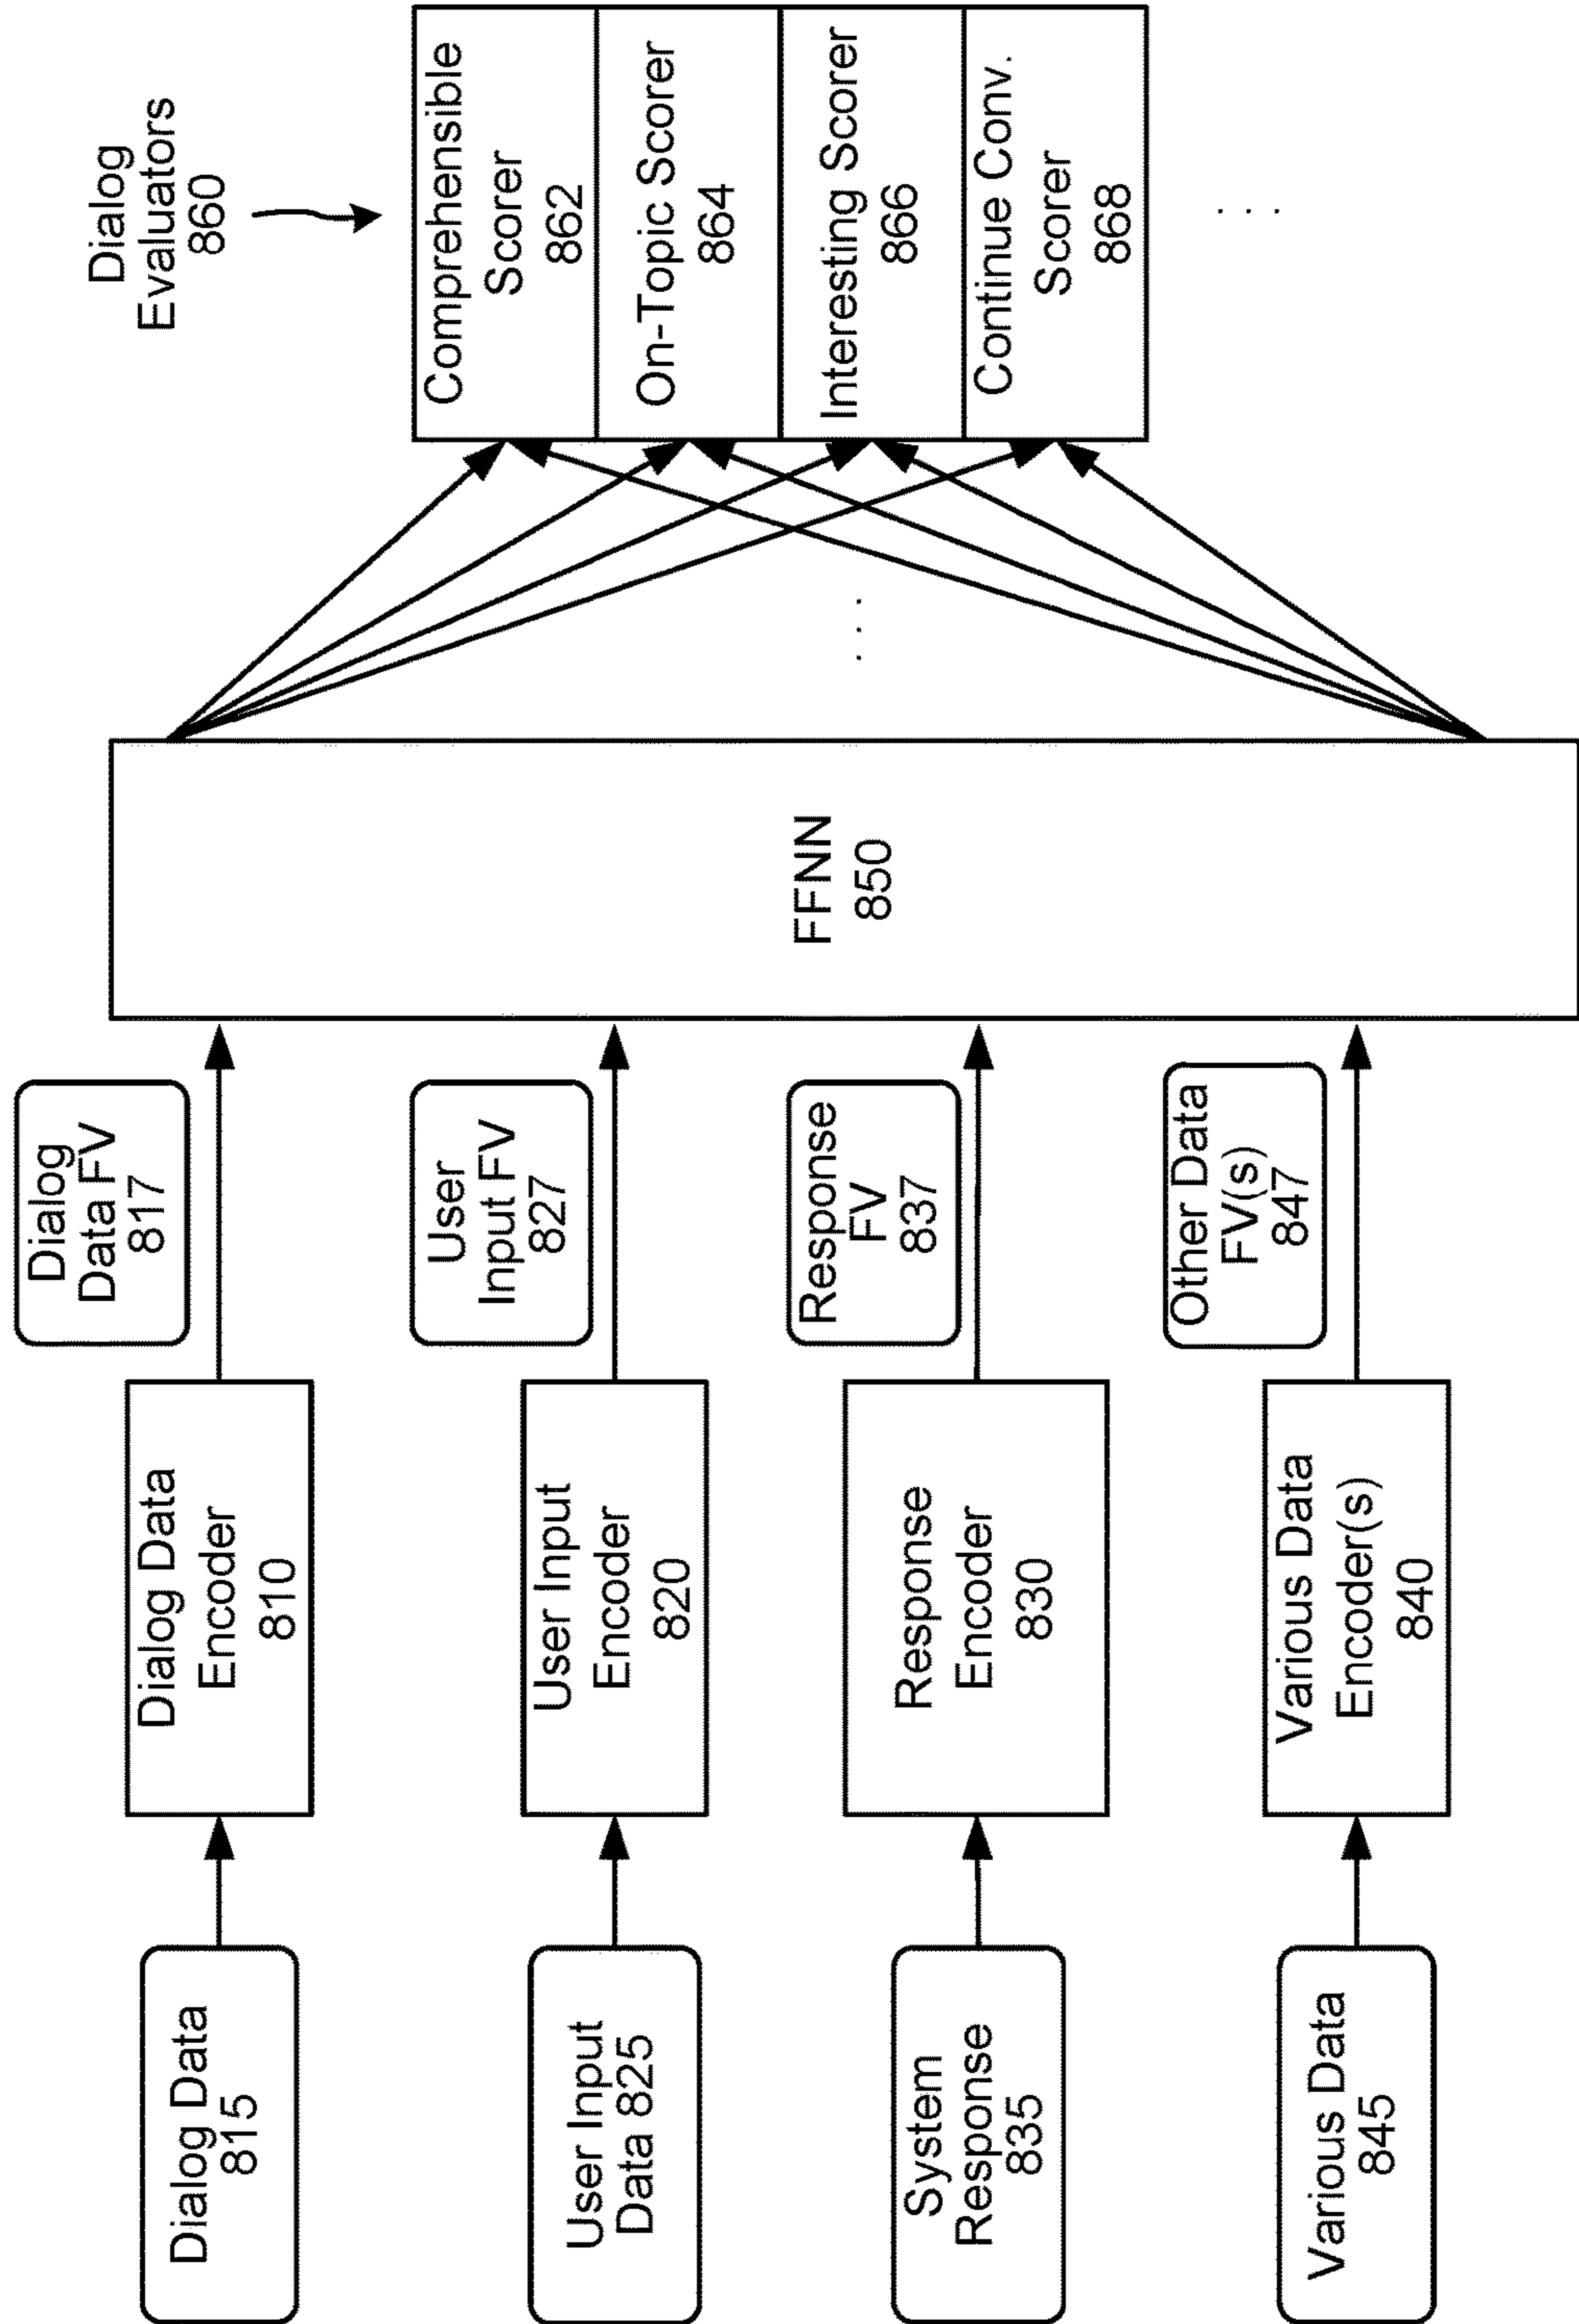 Dialog Data
815
User Input
Data 825
System
Response
835
Various Data
845
Dialog Data
Encoder
810
User Input
Encoder
820
Response
Encoder
830
Various Data
Encoder(s)
840
Dialog
Data FV
817
User
Input FV
827
Response
FV
837
Other Data
FV(s)
847
FFNN
850
. . .
Dialog
Evaluators
860
Comprehensible
Scorer
862
On-Topic Scorer
864
Interesting Scorer
866
Continue Conv.
Scorer
868
. . .